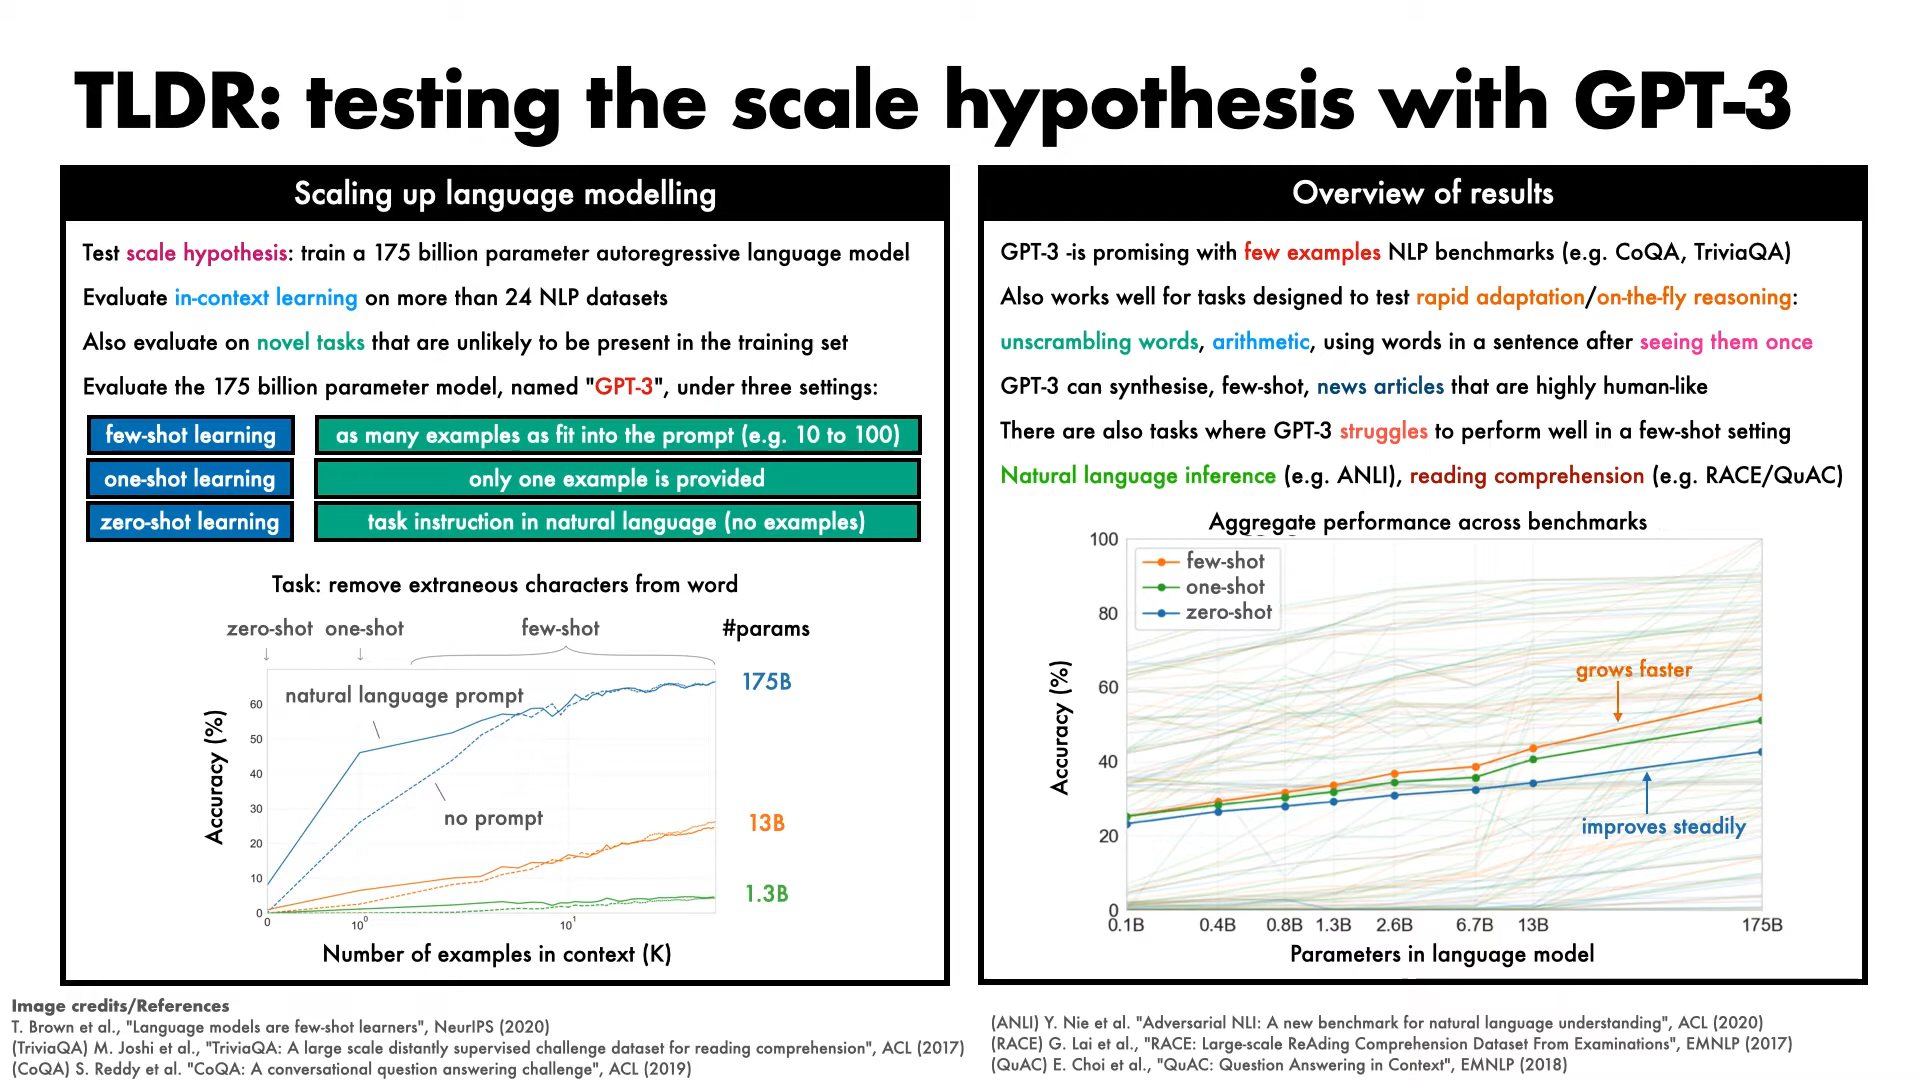 TLDR: testing the scale hypothesis with GPT-3
Scaling up language modelling
Test scale hypothesis: train a 175 billion parameter autoregressive language model
Evaluate in-context learning on more than 24 NLP datasets
Also evaluate on novel tasks that are unlikely to be present in the training set
Evaluate the 175 billion parameter model, named "GPT-3", under three settings:
few-shot learning as many examples as fit into the prompt (e.g. 10 to 100)
one-shot learning only one example is provided
zero-shot learning task instruction in natural language (no examples)
Task: remove extraneous characters from word
zero-shot one-shot few-shot #params
natural language prompt
no prompt
175B
13B
1.3B
Accuracy (%)
60
50
40
30
20
10
0
0 10⁰ 10¹
Number of examples in context (K)
Overview of results
GPT-3 -is promising with few examples NLP benchmarks (e.g. CoQA, TriviaQA)
Also works well for tasks designed to test rapid adaptation/on-the-fly reasoning:
unscrambling words, arithmetic, using words in a sentence after seeing them once
GPT-3 can synthesise, few-shot, news articles that are highly human-like
There are also tasks where GPT-3 struggles to perform well in a few-shot setting
Natural language inference (e.g. ANLI), reading comprehension (e.g. RACE/QuAC)
Aggregate performance across benchmarks
few-shot
one-shot
zero-shot
grows faster
improves steadily
Accuracy (%)
100
80
60
40
20
0
0.1B 0.4B 0.8B 1.3B 2.6B 6.7B 13B 175B
Parameters in language model
Image credits/References
T. Brown et al., "Language models are few-shot learners", NeurIPS (2020)
(TriviaQA) M. Joshi et al., "TriviaQA: A large scale distantly supervised challenge dataset for reading comprehension", ACL (2017)
(CoQA) S. Reddy et al. "CoQA: A conversational question answering challenge", ACL (2019)
(ANLI) Y. Nie et al. "Adversarial NLI: A new benchmark for natural language understanding", ACL (2020)
(RACE) G. Lai et al., "RACE: Large-scale ReAding Comprehension Dataset From Examinations", EMNLP (2017)
(QuAC) E. Choi et al., "QuAC: Question Answering in Context", EMNLP (2018)